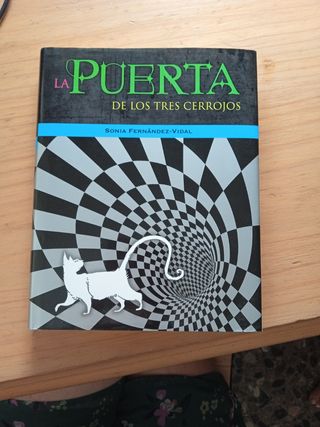 LA PUERTA
DE LOS TRES CERROJOS
SONIA FERNÁNDEZ-VIDAL